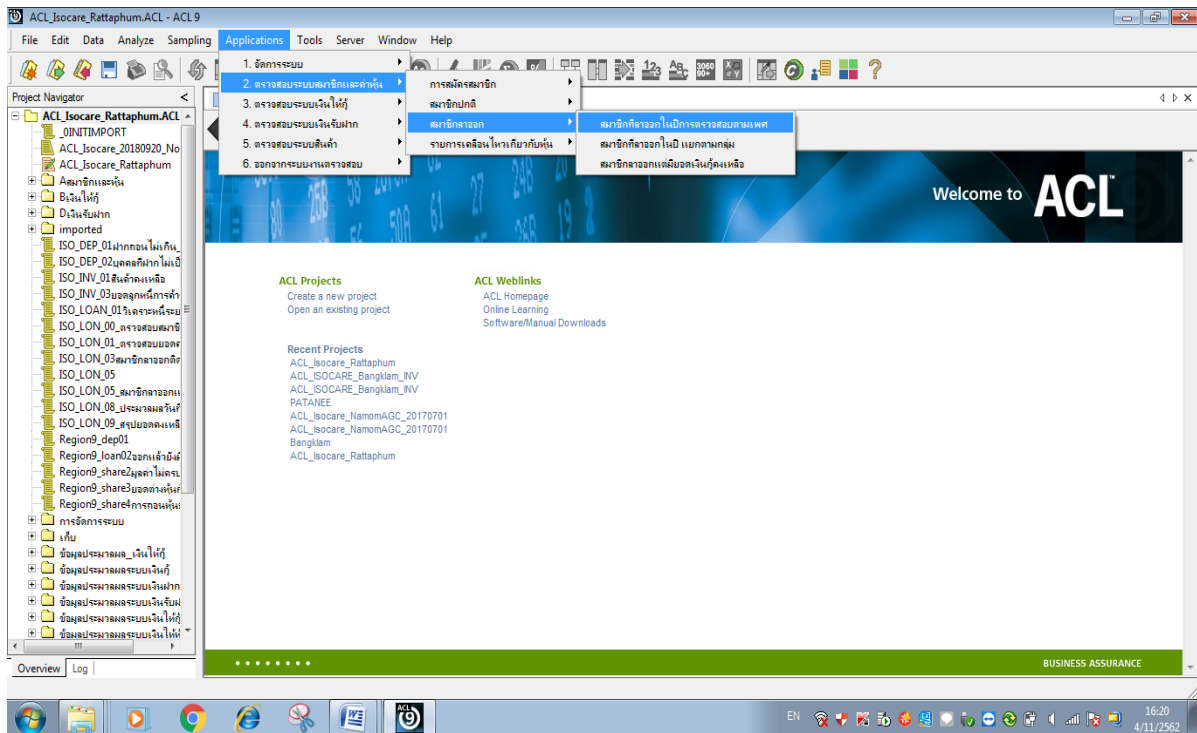 ACL_Isocare_Rattaphum.ACL - ACL 9
File Edit Data Analyze Sampling Applications Tools Server Window Help
1. จัดการระบบ
2. ตรวจสอบระบบสมาชิกและค่าหุ้น
3. ตรวจสอบระบบเงินให้กู้
4. ตรวจสอบระบบเงินรับฝาก
5. ตรวจสอบระบบสินค้า
6. ออกจากระบบงานตรวจสอบ
การสมัครสมาชิก
สมาชิกปกติ
สมาชิกลาออก
รายการเคลื่อนไหวเกี่ยวกับหุ้น
สมาชิกที่ลาออกในปีการตรวจสอบตามเพศ
สมาชิกที่ลาออกในปี แยกตามกลุ่ม
สมาชิกลาออกแต่มียอดเงินกู้คงเหลือ
Project Navigator
ACL_Isocare_Rattaphum.ACL
_0INITIMPORT
ACL_Isocare_20180920_No
ACL_Isocare_Rattaphum
Aสมาชิกและหุ้น
Bเงินให้กู้
Dเงินรับฝาก
imported
ISO_DEP_01ฝากถอนไม่เกิน_
ISO_DEP_02บุคคลที่ฝากไม่เป็
ISO_INV_01สินค้าคงเหลือ
ISO_INV_03ยอดลูกหนี้การค้า
ISO_LOAN_01วิเคราะหนี้ระย
ISO_LON_00_ตรวจสอบสมาชิ
ISO_LON_01_ตรวจสอบยอด
ISO_LON_03สมาชิกลาออกติด
ISO_LON_05
ISO_LON_05_สมาชิกลาออกแ
ISO_LON_08_ประมวลผลวันที่
ISO_LON_09_สรุปยอดคงเหลื
Region9_dep01
Region9_loan02ออกแล้วยังมี
Region9_share2มูลค่าไม่ครบ
Region9_share3ยอดต่างหุ้น
Region9_share4การถอนหุ้น
การจัดการระบบ
เก็บ
ข้อมูลประมวลผล_เงินให้กู้
ข้อมูลประมวลผลระบบเงินกู้
ข้อมูลประมวลผลระบบเงินฝาก
ข้อมูลประมวลผลระบบเงินรับฝ
ข้อมูลประมวลผลระบบเงินให้กู้
ข้อมูลประมวลผลระบบเงินให้
Overview Log
Welcome to ACL
ACL Projects
Create a new project
Open an existing project
Recent Projects
ACL_Isocare_Rattaphum
ACL_ISOCARE_Bangklam_INV
ACL_ISOCARE_Bangklam_INV
PATANEE
ACL_Isocare_NamomAGC_20170701
ACL_Isocare_NamomAGC_20170701
Bangklam
ACL_Isocare_Rattaphum
ACL Weblinks
ACL Homepage
Online Learning
Software/Manual Downloads
BUSINESS ASSURANCE
EN
16:20
4/11/2562